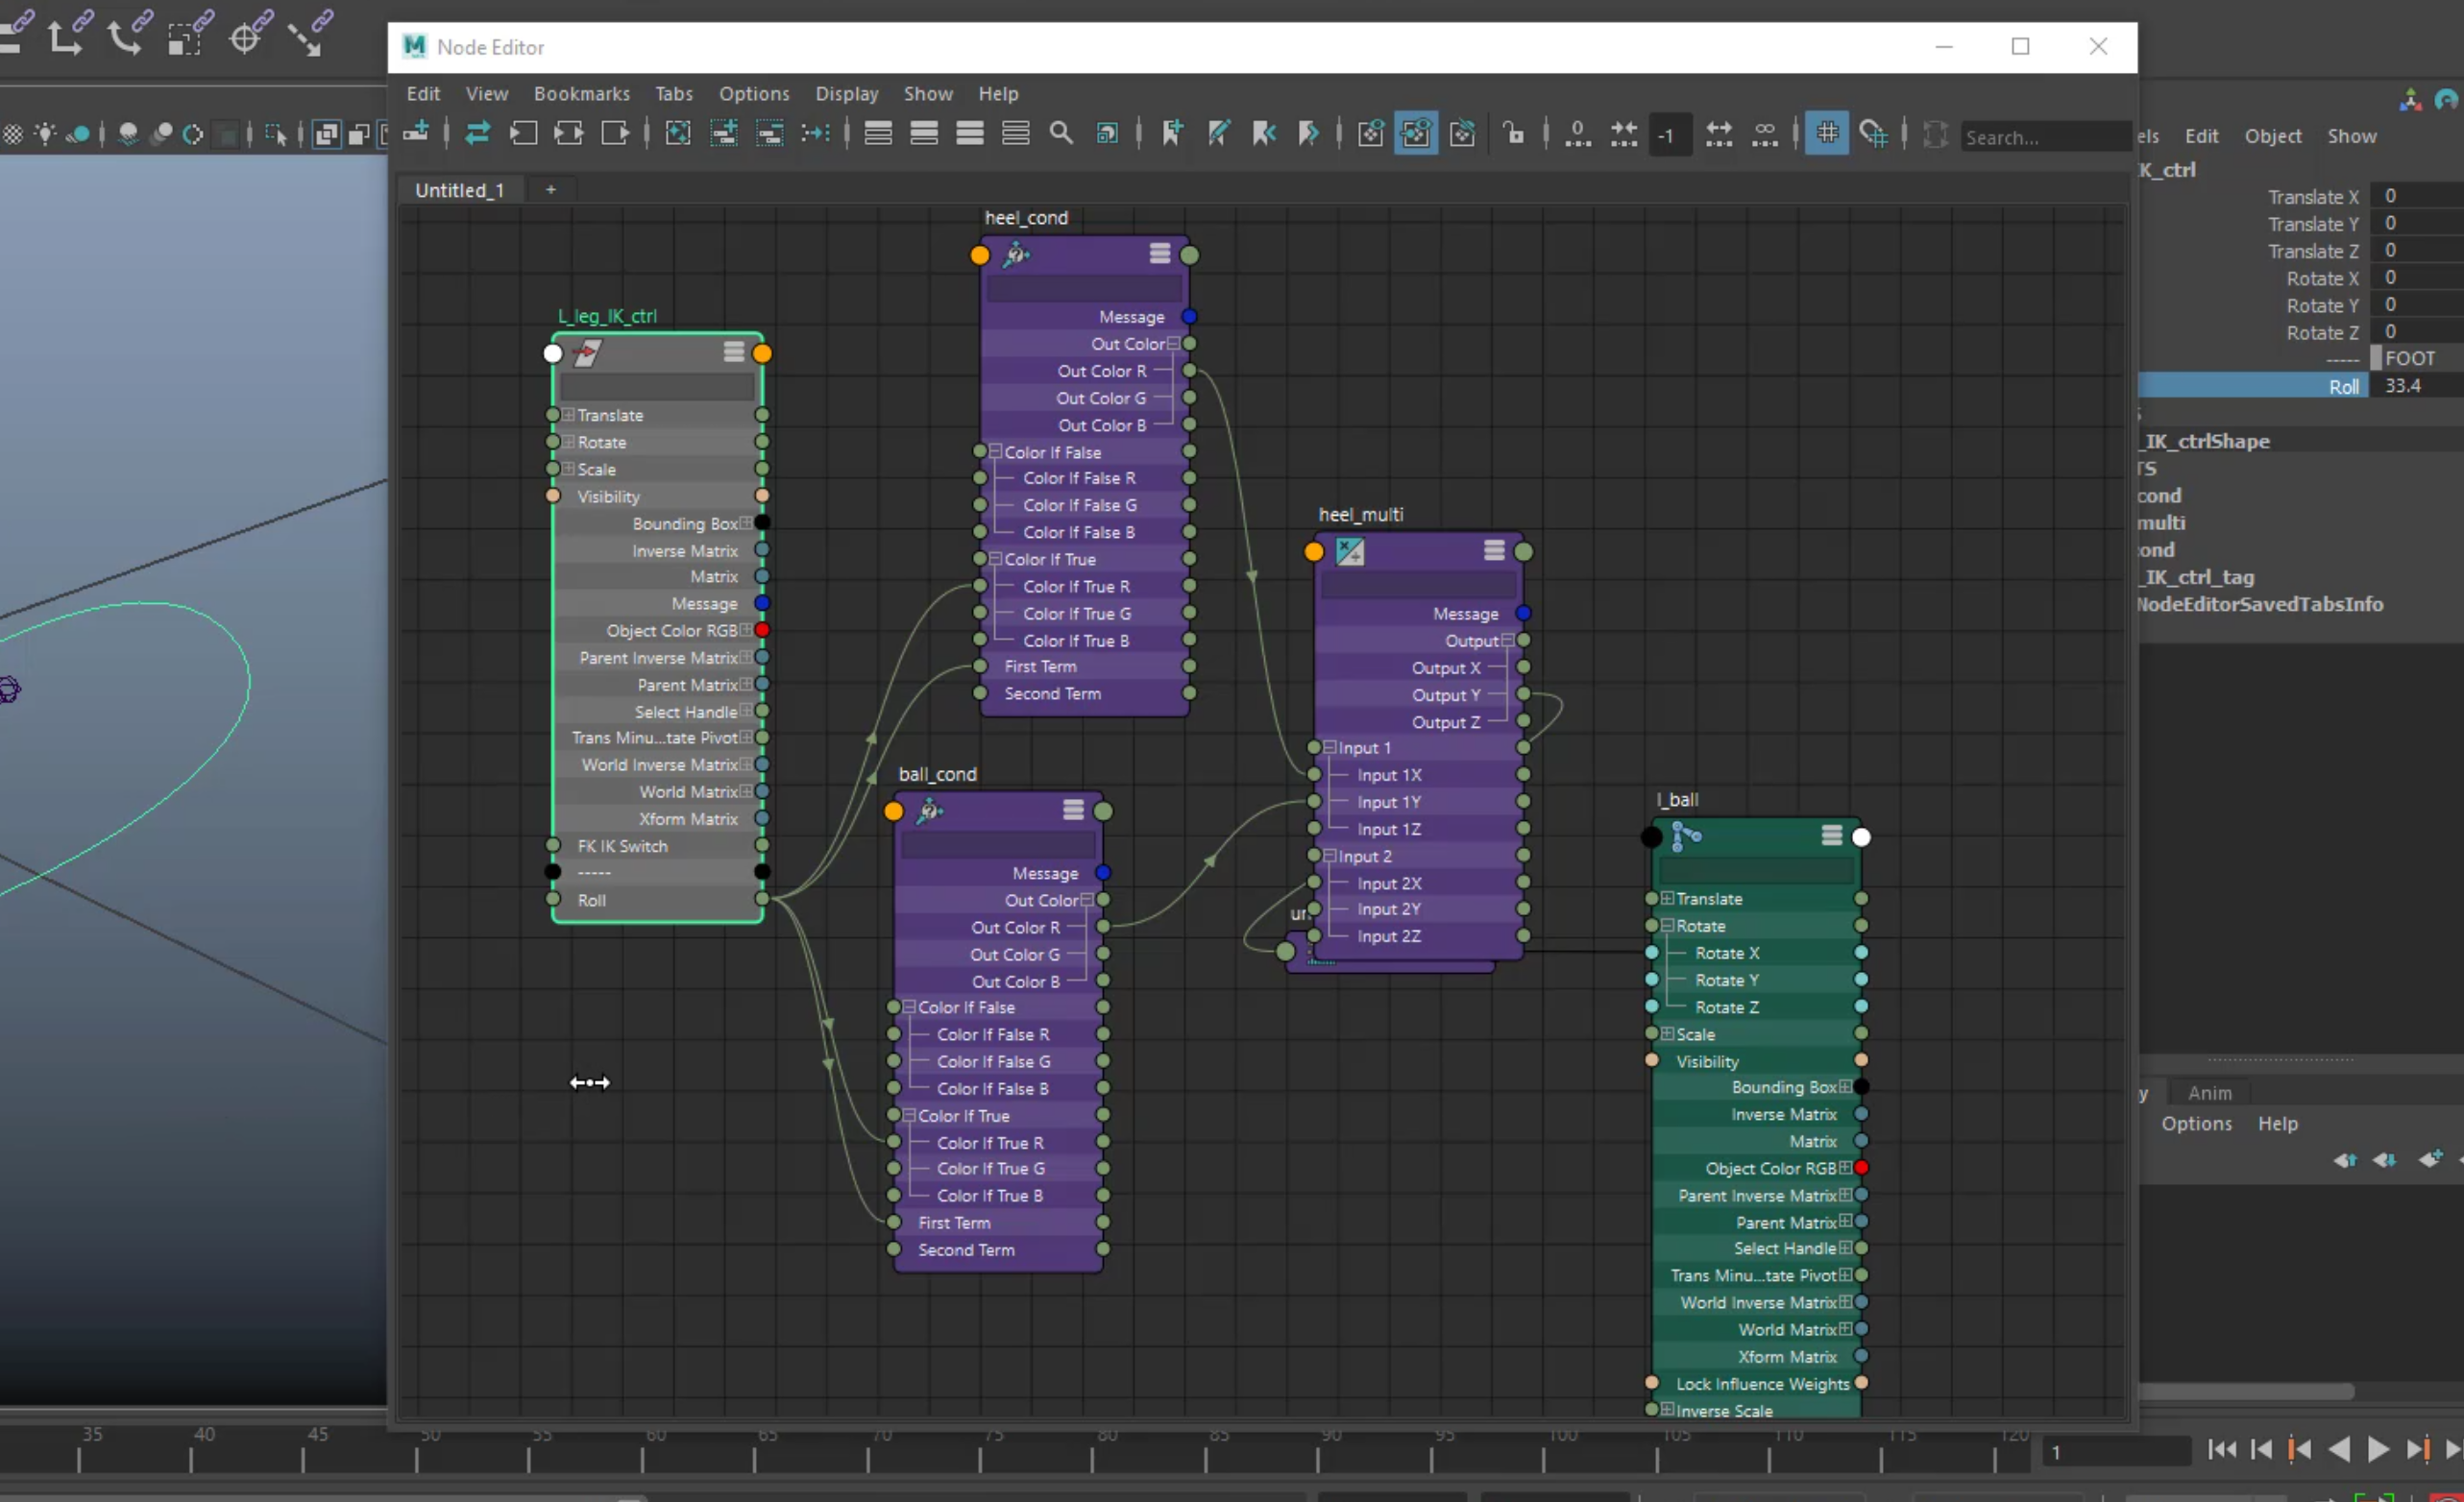 Node Editor
Edit View Bookmarks Tabs Options Display Show Help
-1
Search...
Untitled_1 +
heel_cond
Message
Out Color
Out Color R
Out Color G
Out Color B
Color If False
Color If False R
Color If False G
Color If False B
Color If True
Color If True R
Color If True G
Color If True B
First Term
Second Term
L_leg_IK_ctrl
Translate
Rotate
Scale
Visibility
Bounding Box
Inverse Matrix
Matrix
Message
Object Color RGB
Parent Inverse Matrix
Parent Matrix
Select Handle
Trans Minu...tate Pivot
World Inverse Matrix
World Matrix
Xform Matrix
FK IK Switch
-----
Roll
ball_cond
Message
Out Color
Out Color R
Out Color G
Out Color B
Color If False
Color If False R
Color If False G
Color If False B
Color If True
Color If True R
Color If True G
Color If True B
First Term
Second Term
heel_multi
Message
Output
Output X
Output Y
Output Z
Input 1
Input 1X
Input 1Y
Input 1Z
Input 2
Input 2X
Input 2Y
Input 2Z
l_ball
Translate
Rotate
Rotate X
Rotate Y
Rotate Z
Scale
Visibility
Bounding Box
Inverse Matrix
Matrix
Object Color RGB
Parent Inverse Matrix
Parent Matrix
Select Handle
Trans Minu...tate Pivot
World Inverse Matrix
World Matrix
Xform Matrix
Lock Influence Weights
Inverse Scale
els Edit Object Show
K_ctrl
Translate X 0
Translate Y 0
Translate Z 0
Rotate X 0
Rotate Y 0
Rotate Z 0
----- FOOT
Roll 33.4
_IK_ctrlShape
TS
cond
multi
ond
_IK_ctrl_tag
NodeEditorSavedTabsInfo
y Anim
Options Help
35 40 45 50 55 60 65 70 75 80 85 90 95 100 105 110 115 120
1